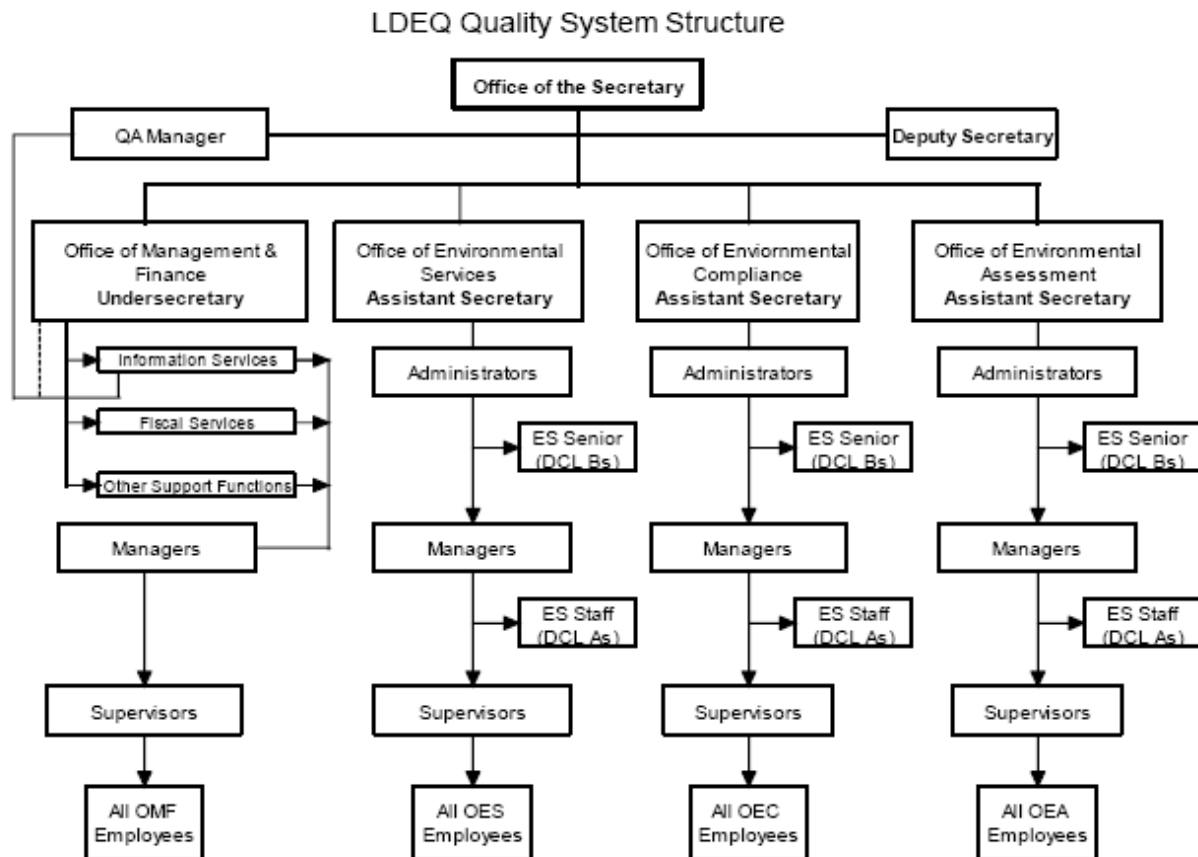 LDEQ Quality System Structure
Office of the Secretary
QA Manager
Deputy Secretary
Office of Management &
Finance
Undersecretary
Office of Environmental
Services
Assistant Secretary
Office of Enviornmental
Compliance
Assistant Secretary
Office of Environmental
Assessment
Assistant Secretary
Information Services
Fiscal Services
Other Support Functions
Managers
Supervisors
All OMF
Employees
Administrators
ES Senior
(DCL Bs)
Managers
ES Staff
(DCL As)
Supervisors
All OES
Employees
Administrators
ES Senior
(DCL Bs)
Managers
ES Staff
(DCL As)
Supervisors
All OEC
Employees
Administrators
ES Senior
(DCL Bs)
Managers
ES Staff
(DCL As)
Supervisors
All OEA
Employees